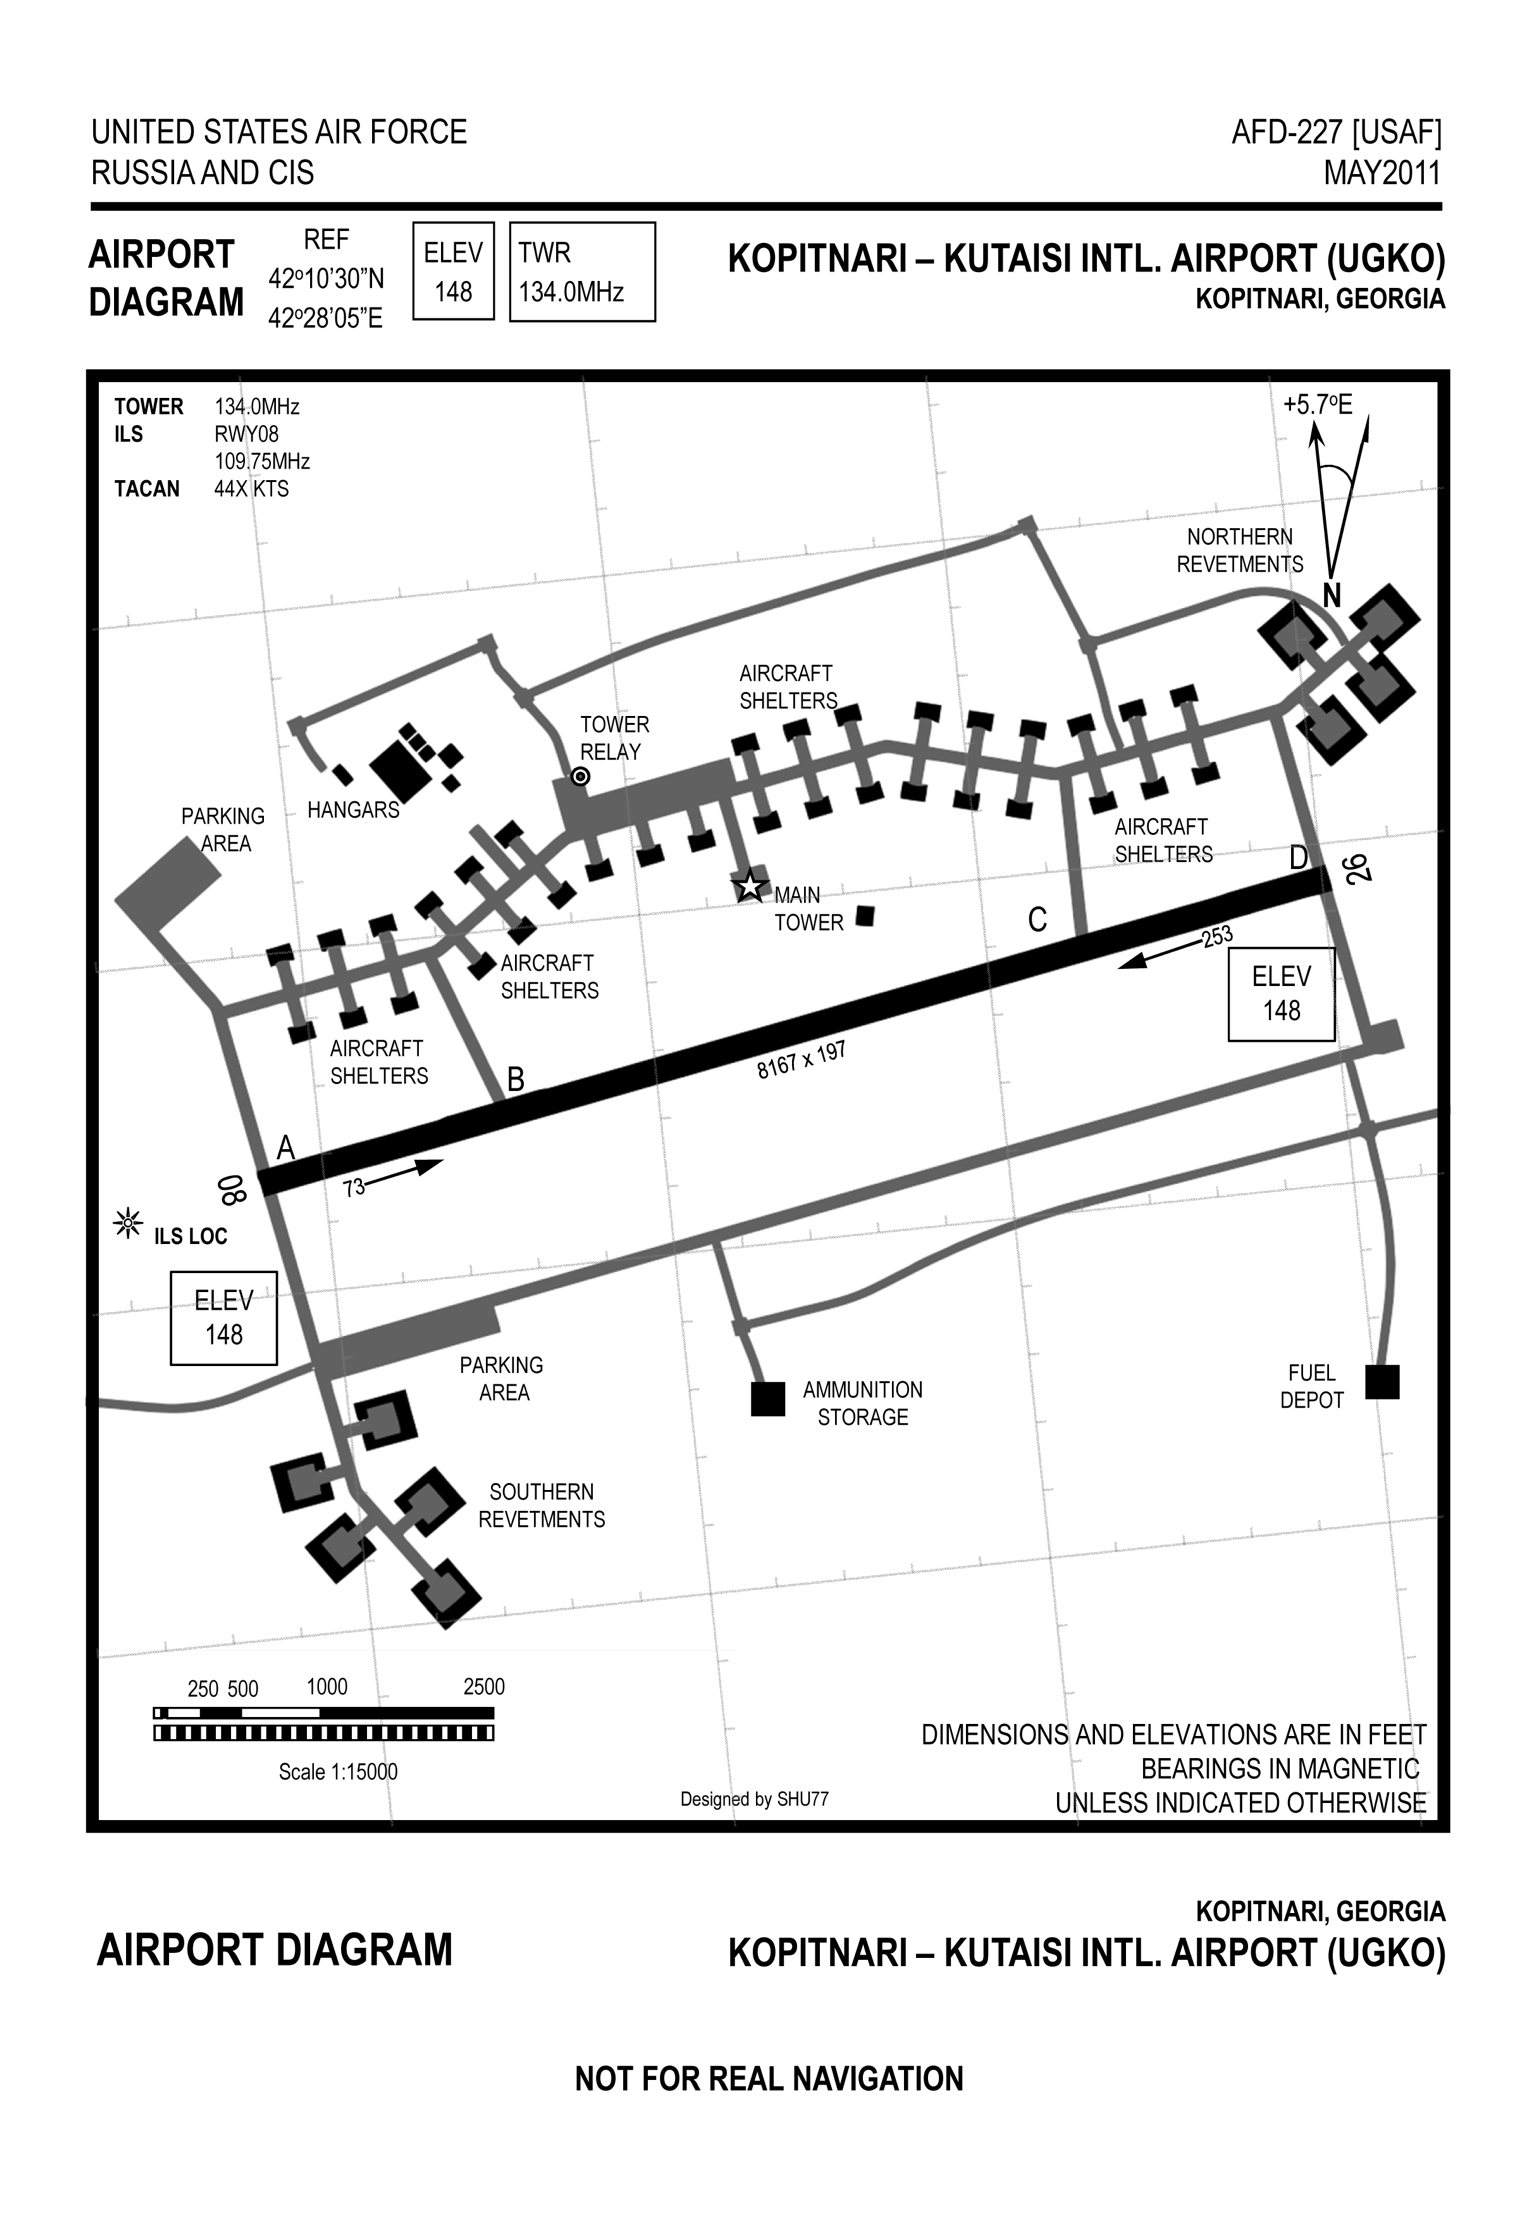 UNITED STATES AIR FORCE
RUSSIA AND CIS
AFD-227 [USAF]
MAY2011
AIRPORT
DIAGRAM
REF
42º10’30”N
42º28’05”E
ELEV
148
TWR
134.0MHz
KOPITNARI – KUTAISI INTL. AIRPORT (UGKO)
KOPITNARI, GEORGIA
TOWER 134.0MHz
ILS RWY08
109.75MHz
TACAN 44X KTS
+5.7ºE
N
NORTHERN
REVETMENTS
AIRCRAFT
SHELTERS
TOWER
RELAY
HANGARS
PARKING
AREA
AIRCRAFT
SHELTERS
D
26
MAIN
TOWER
C
253
AIRCRAFT
SHELTERS
ELEV
148
AIRCRAFT
SHELTERS
8167 x 197
B
A
73
08
ILS LOC
ELEV
148
PARKING
AREA
AMMUNITION
STORAGE
FUEL
DEPOT
SOUTHERN
REVETMENTS
250 500 1000 2500
Scale 1:15000
DIMENSIONS AND ELEVATIONS ARE IN FEET
BEARINGS IN MAGNETIC
UNLESS INDICATED OTHERWISE
Designed by SHU77
AIRPORT DIAGRAM
KOPITNARI, GEORGIA
KOPITNARI – KUTAISI INTL. AIRPORT (UGKO)
NOT FOR REAL NAVIGATION